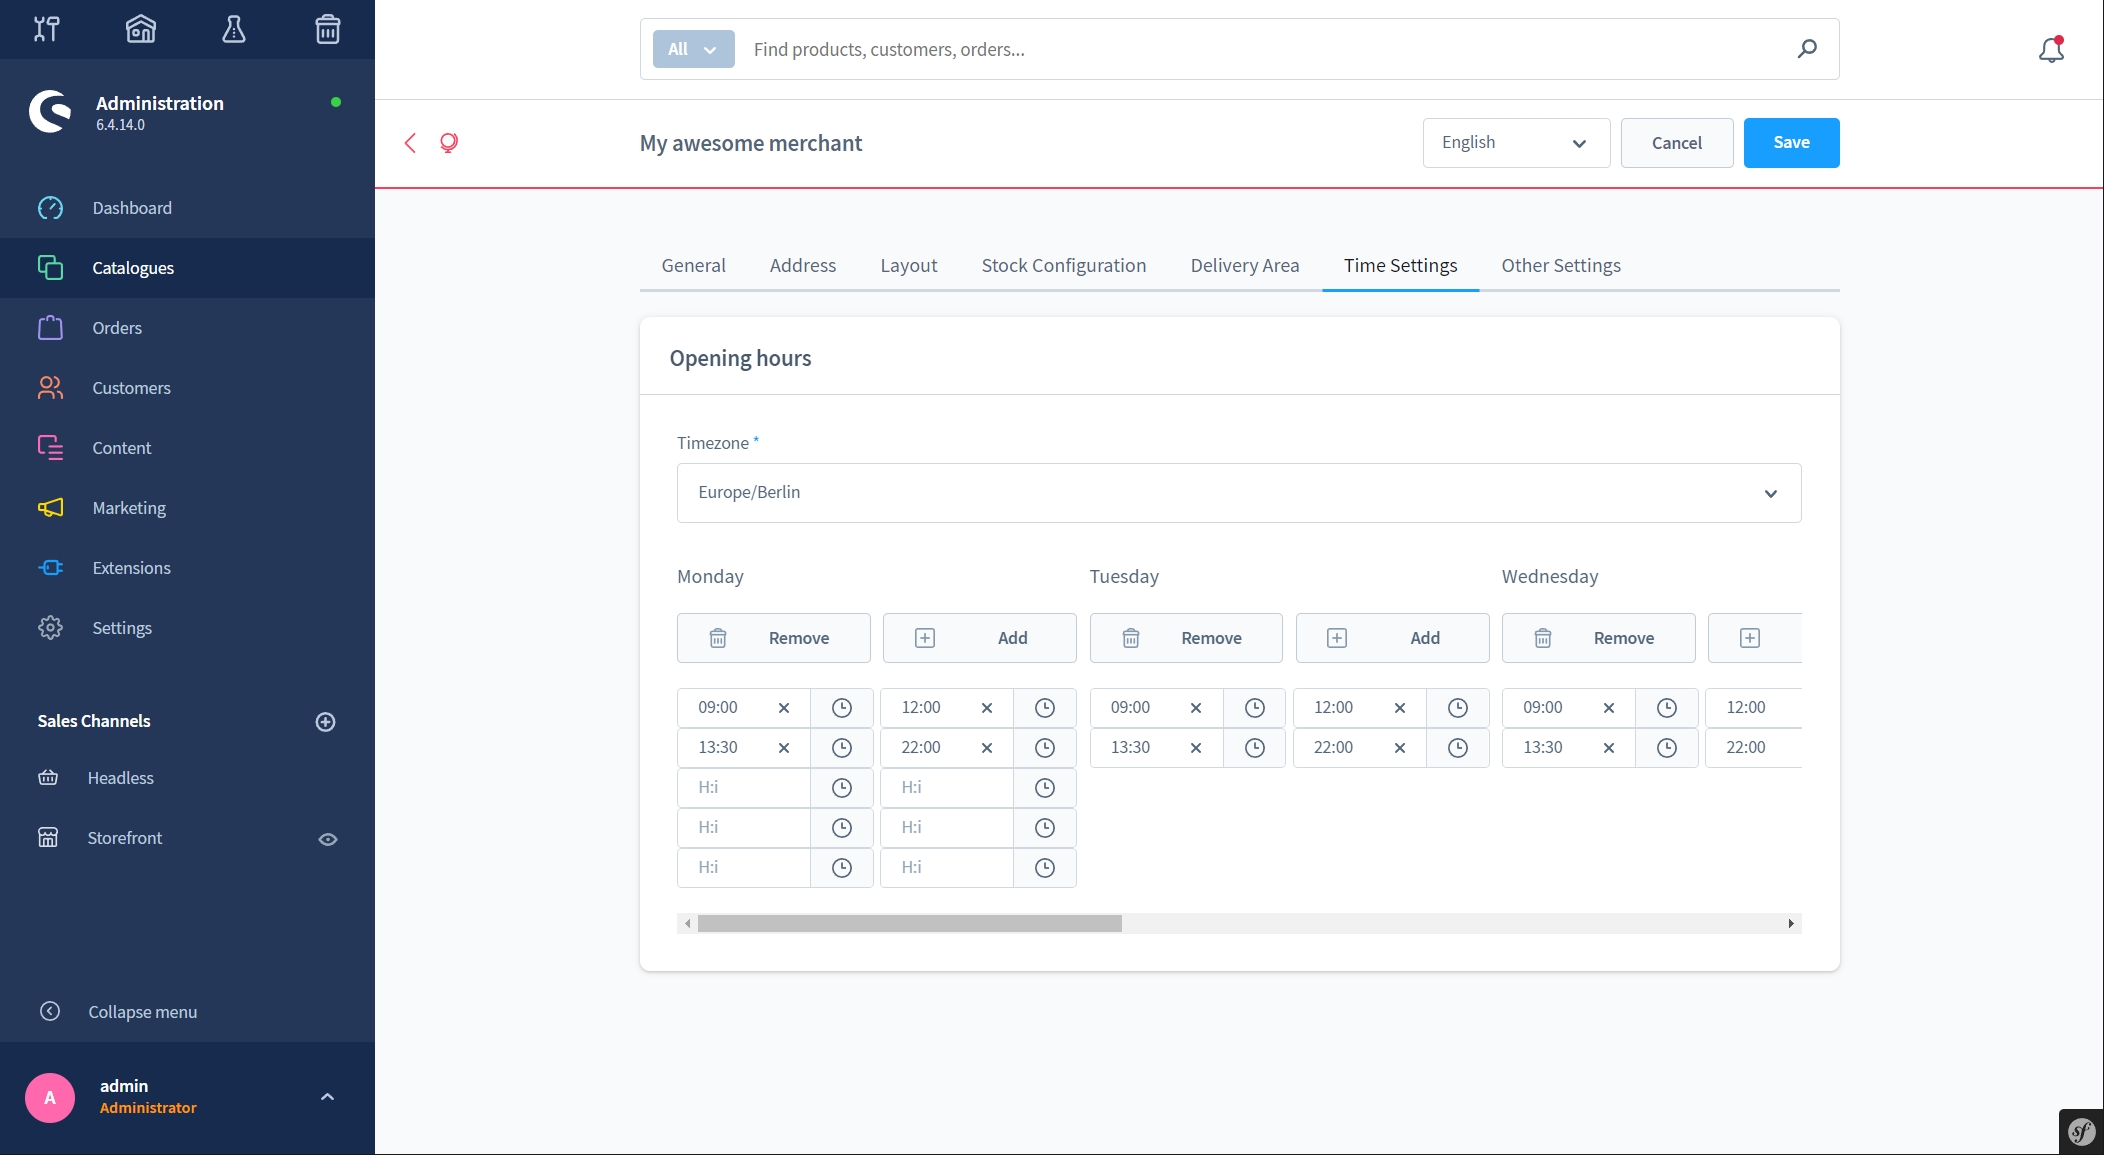 Administration
6.4.14.0
Dashboard
Catalogues
Orders
Customers
Content
Marketing
Extensions
Settings
Sales Channels
Headless
Storefront
Collapse menu
A
admin
Administrator
All
Find products, customers, orders...
My awesome merchant
English
Cancel
Save
General Address Layout Stock Configuration Delivery Area Time Settings Other Settings
Opening hours
Timezone *
Europe/Berlin
Monday Tuesday Wednesday
Remove Add Remove Add Remove
09:00 12:00 09:00 12:00 09:00 12:00
13:30 22:00 13:30 22:00 13:30 22:00
H:i H:i
H:i H:i
H:i H:i
sf